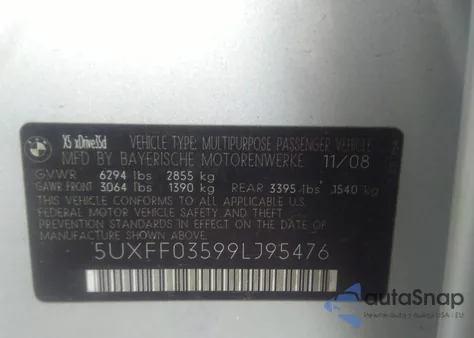 BMW
X5 xDrive35d
VEHICLE TYPE: MULTIPURPOSE PASSENGER VEHICLE
MFD BY BAYERISCHE MOTORENWERKE 11/08
GVWR 6294 lbs 2855 kg
GAWR FRONT 3064 lbs 1390 kg REAR 3395 lbs 1540 kg
THIS VEHICLE CONFORMS TO ALL APPLICABLE U.S.
FEDERAL MOTOR VEHICLE SAFETY AND THEFT
PREVENTION STANDARDS IN EFFECT ON THE DATE OF
MANUFACTURE SHOWN ABOVE.
5UXFF03599LJ95476
autoSnap